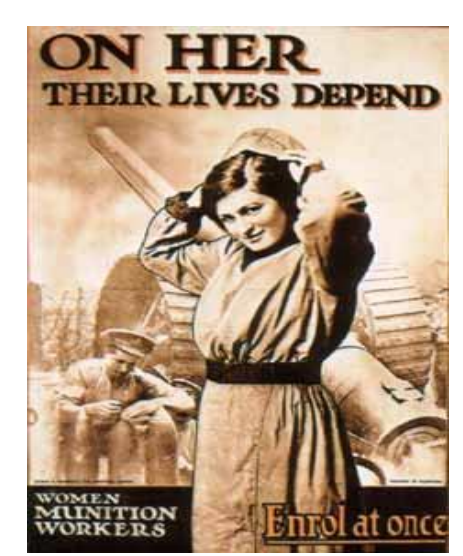 ON HER
THEIR LIVES DEPEND
WOMEN
MUNITION
WORKERS
Enrol at once